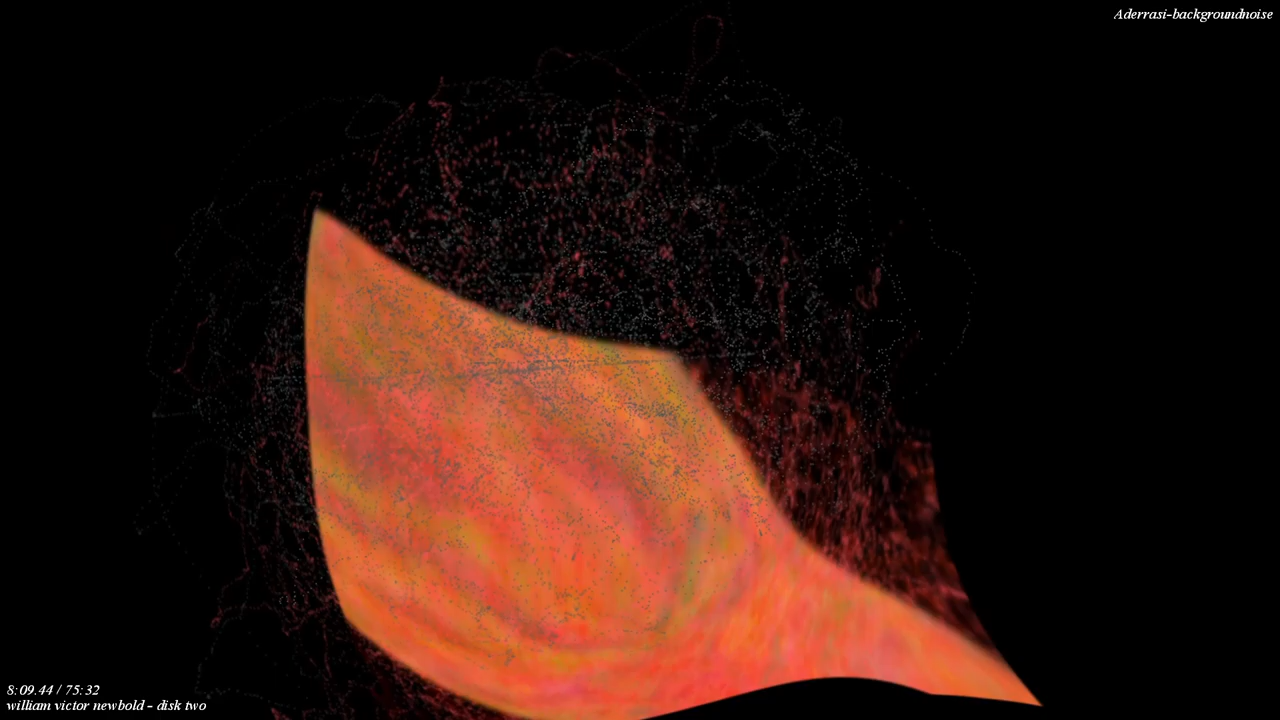 Aderrasi-backgroundnoise
8:09.44 / 75:32
william victor newbold - disk two